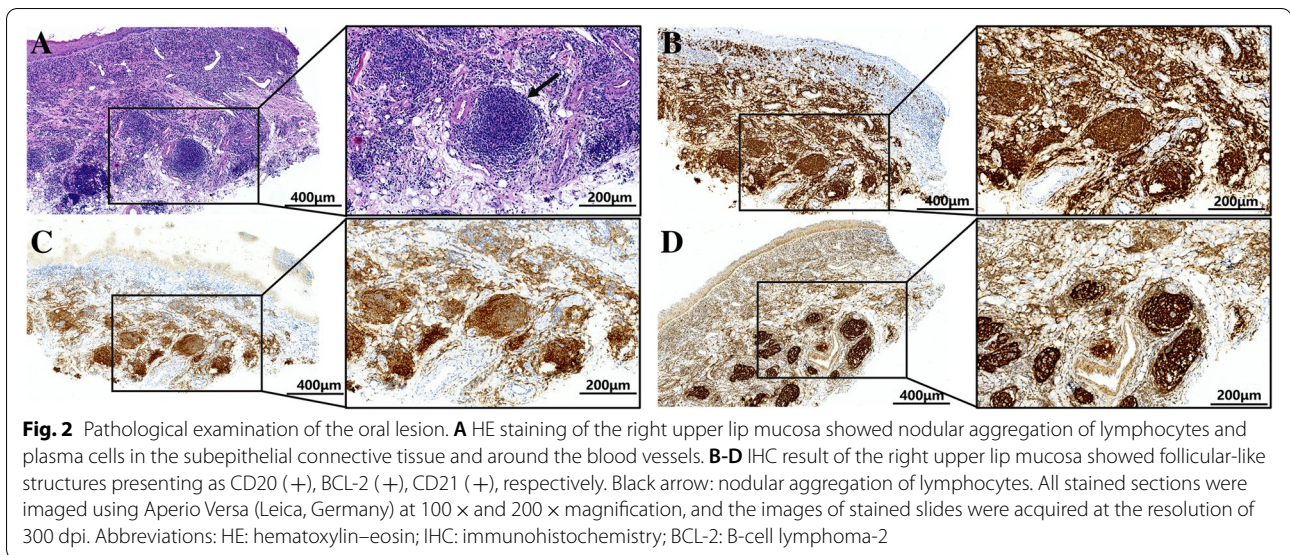 A
B
400μm
200μm
400μm
200μm
C
D
400μm
200μm
400μm
200μm
Fig. 2 Pathological examination of the oral lesion. A HE staining of the right upper lip mucosa showed nodular aggregation of lymphocytes and
plasma cells in the subepithelial connective tissue and around the blood vessels. B-D IHC result of the right upper lip mucosa showed follicular-like
structures presenting as CD20 (+), BCL-2 (+), CD21 (+), respectively. Black arrow: nodular aggregation of lymphocytes. All stained sections were
imaged using Aperio Versa (Leica, Germany) at 100 × and 200 × magnification, and the images of stained slides were acquired at the resolution of
300 dpi. Abbreviations: HE: hematoxylin–eosin; IHC: immunohistochemistry; BCL-2: B-cell lymphoma-2